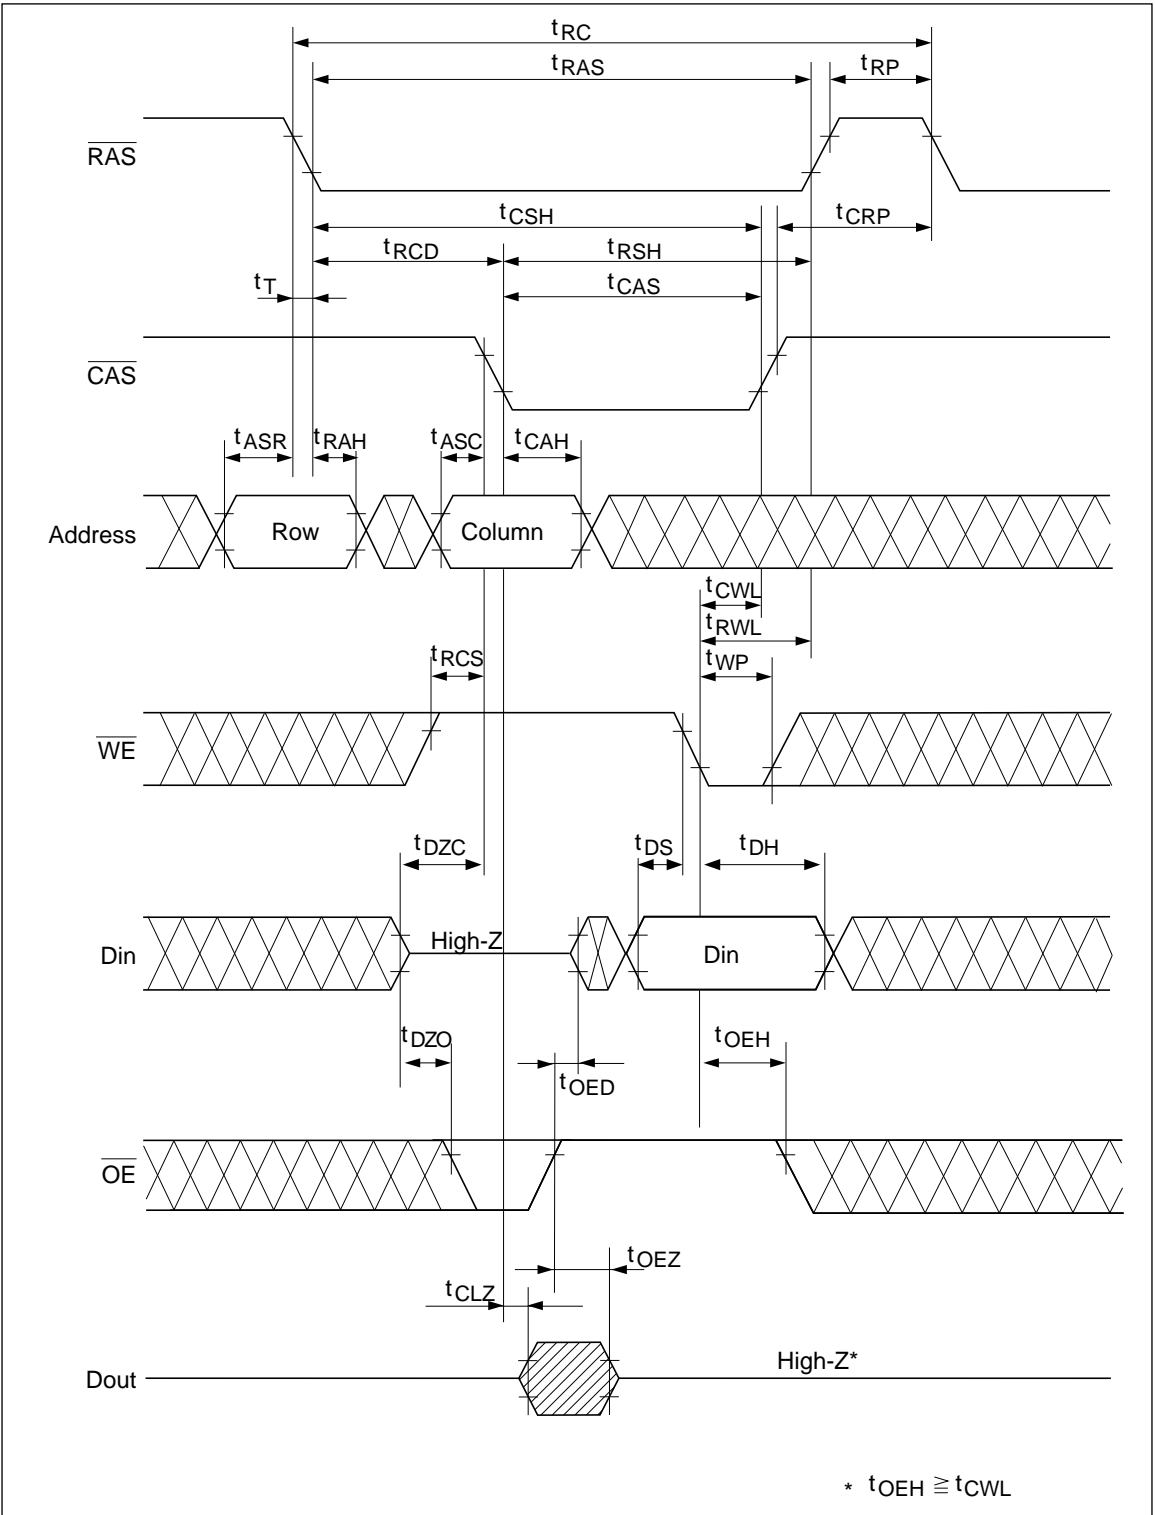 tRC
tRAS
tRP
RAS
tCSH
tCRP
tRCD
tRSH
tT
tCAS
CAS
tASR
tRAH
tASC
tCAH
Address
Row
Column
tCWL
tRWL
tRCS
tWP
WE
tDZC
tDS
tDH
Din
High-Z
Din
tDZO
tOED
tOEH
OE
tOEZ
tCLZ
Dout
High-Z*
* tOEH ≧ tCWL